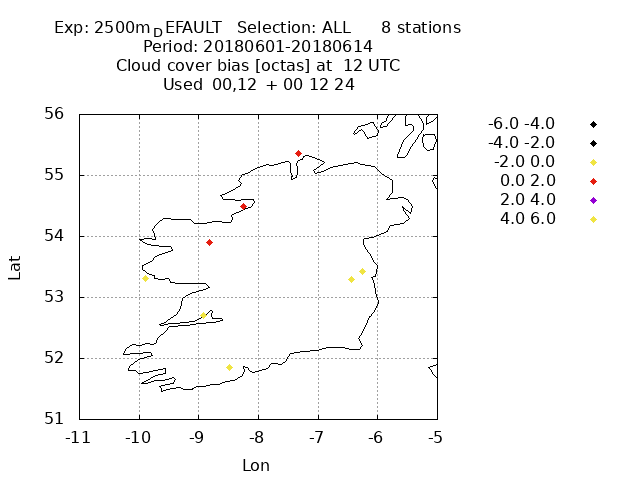 Exp: 2500m_DEFAULT   Selection: ALL      8 stations
Period: 20180601-20180614
Cloud cover bias [octas] at  12 UTC
Used  00,12  + 00 12 24
-6.0 -4.0
-4.0 -2.0
-2.0 0.0
0.0 2.0
2.0 4.0
4.0 6.0
56
55
54
53
52
51
Lat
-11 -10 -9 -8 -7 -6 -5
Lon